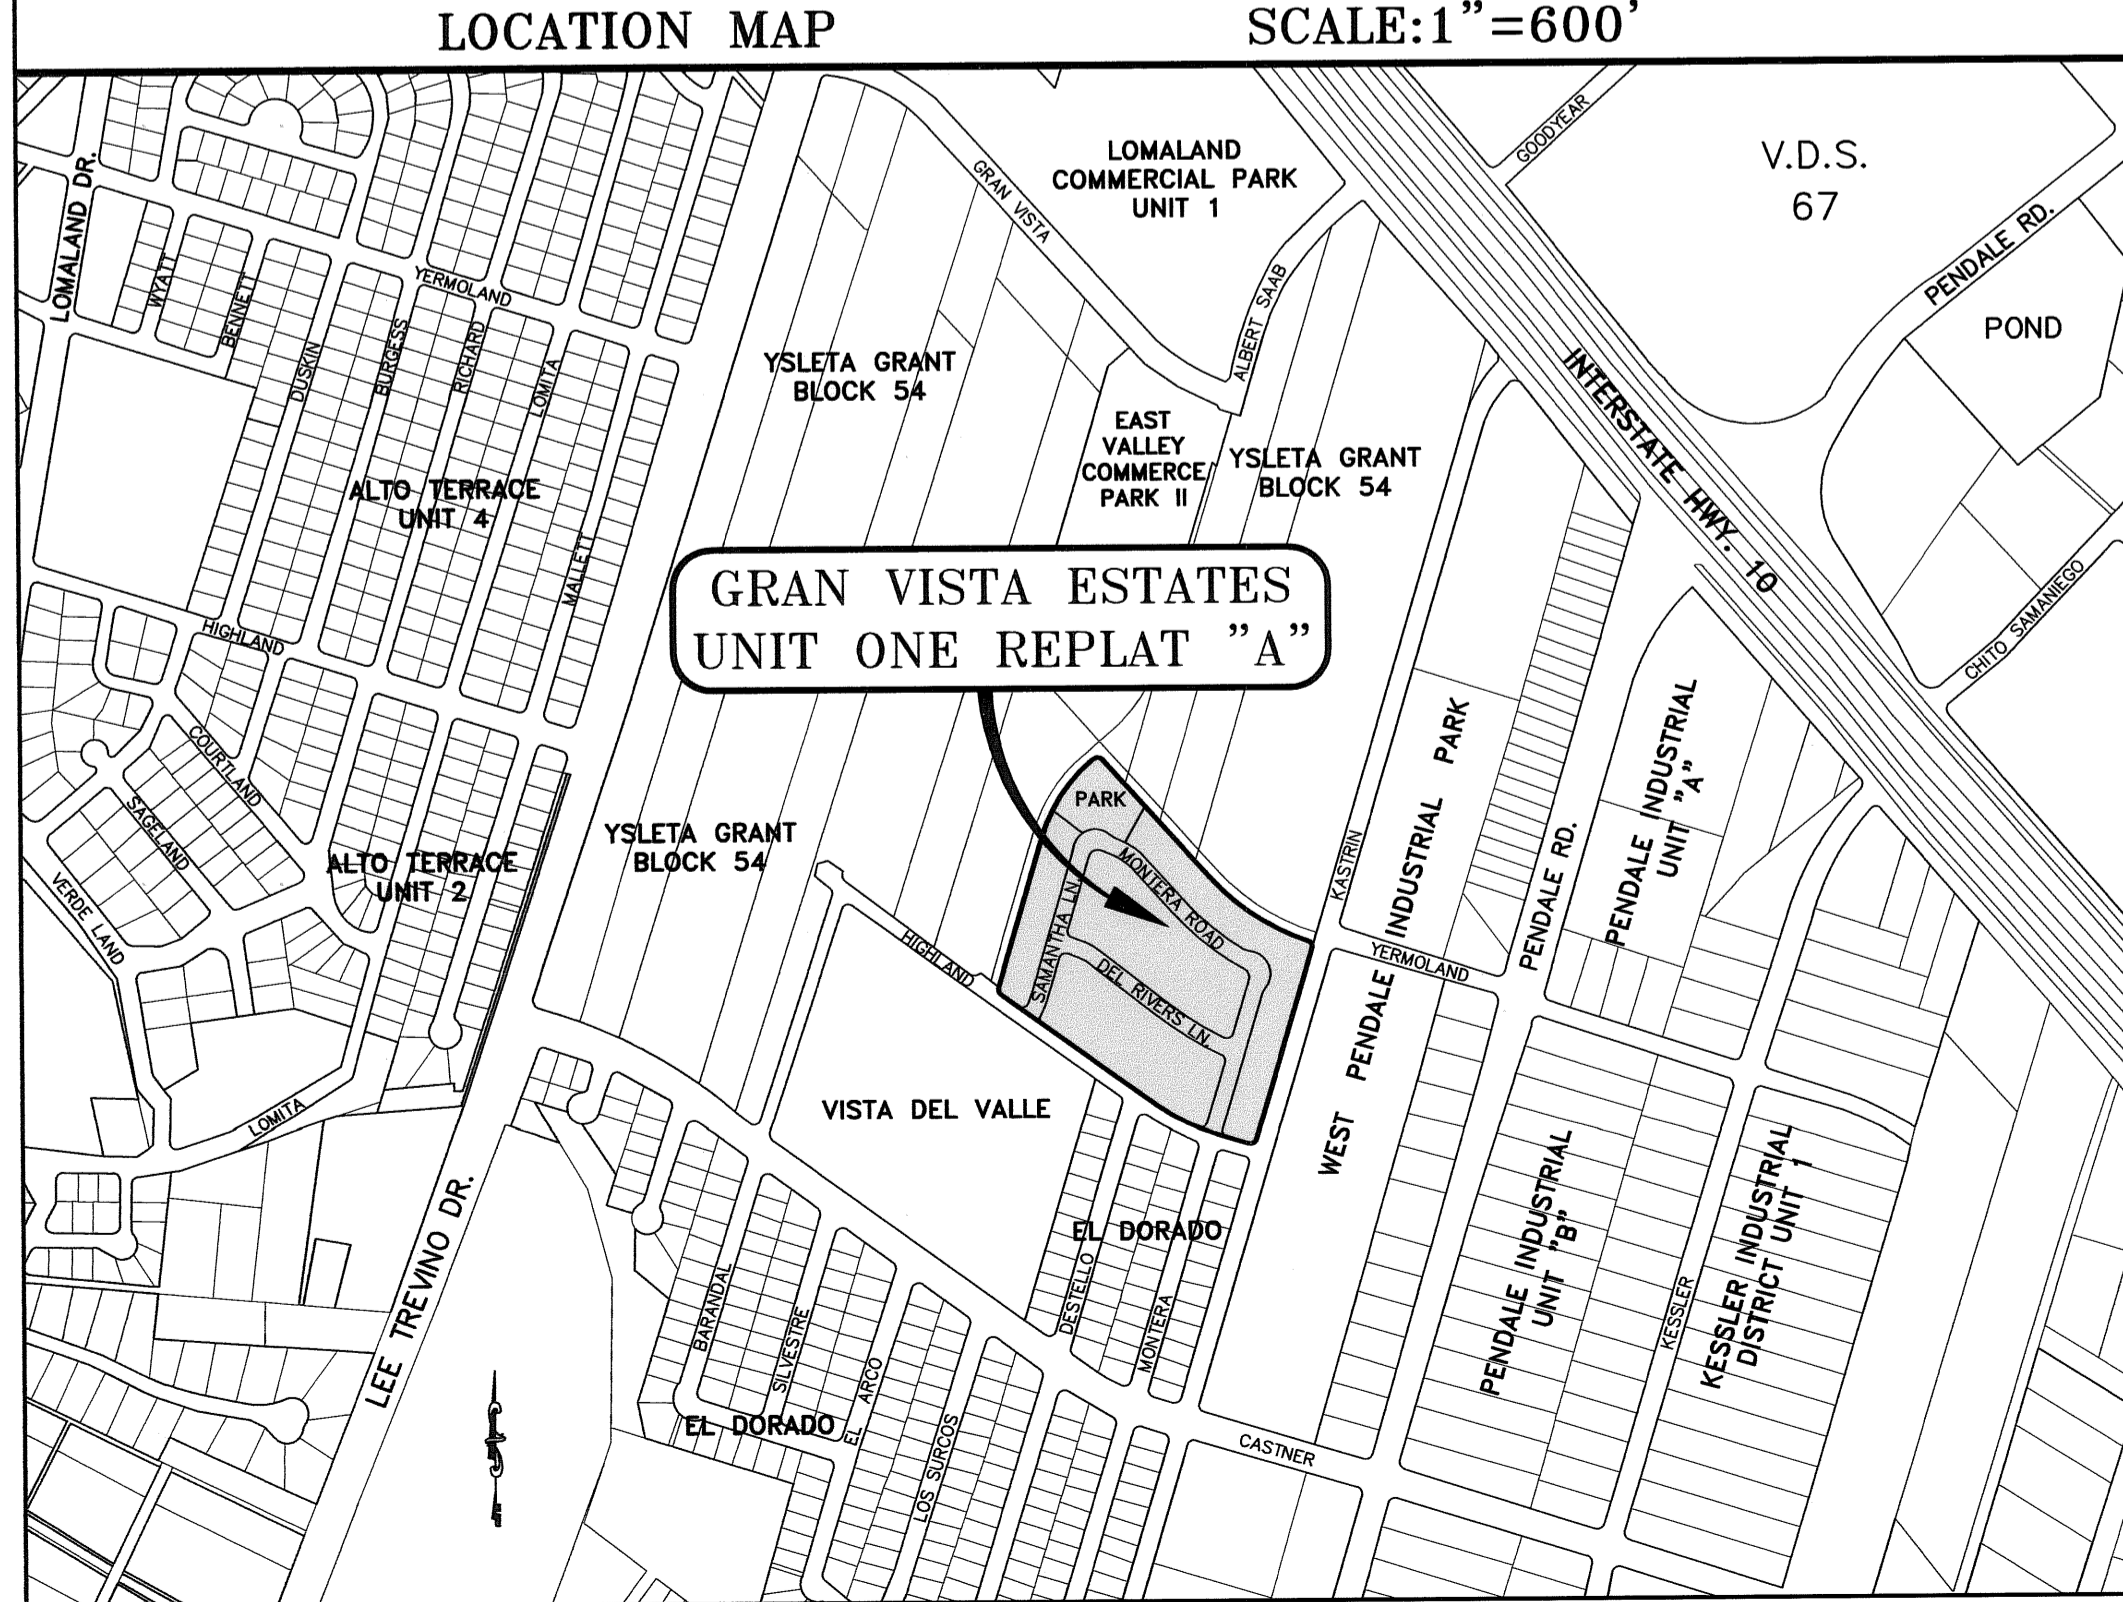 LOCATION MAP
SCALE:1"=600'
LOMALAND DR.
WYATT
BENNETT
DUSKIN
BURGESS
RICHARD
LOMITA
MALLETT
YERMOLAND
ALTO TERRACE
UNIT 4
HIGHLAND
COURTLAND
SAGELAND
VERDE LAND
ALTO TERRACE
UNIT 2
LOMITA
LEE TREVINO DR.
YSLETA GRANT
BLOCK 54
GRAN VISTA
LOMALAND
COMMERCIAL PARK
UNIT 1
ALBERT SAAB
EAST
VALLEY
COMMERCE
PARK II
YSLETA GRANT
BLOCK 54
GOODYEAR
V.D.S.
67
PENDALE RD.
POND
INTERSTATE HWY. 10
CHITO SAMANIEGO
GRAN VISTA ESTATES
UNIT ONE REPLAT "A"
YSLETA GRANT
BLOCK 54
PARK
MONTERA ROAD
SAMANTHA LN.
DEL RIVERS LN.
HIGHLAND
VISTA DEL VALLE
KASTRIN
WEST PENDALE INDUSTRIAL PARK
YERMOLAND
PENDALE RD.
PENDALE INDUSTRIAL
UNIT "A"
PENDALE INDUSTRIAL
UNIT "B"
KESSLER
KESSLER INDUSTRIAL
DISTRICT UNIT 1
EL DORADO
DESTELLO
MONTERA
BARANDAL
SILVESTRE
EL ARCO
LOS SURCOS
EL DORADO
CASTNER